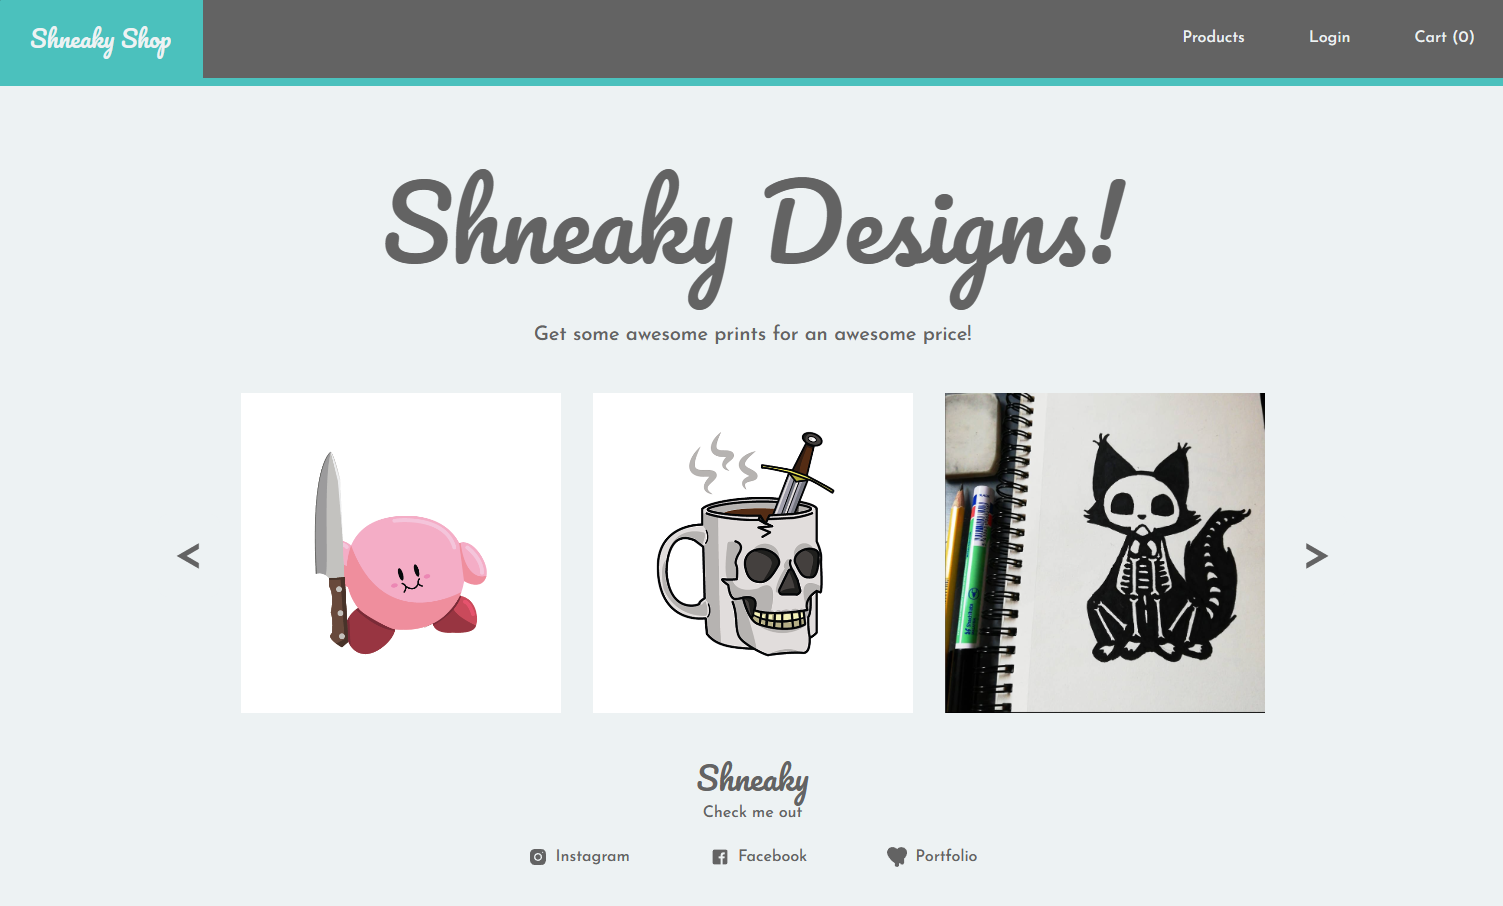 Shneaky Shop
Products Login Cart (0)
Shneaky Designs!
Get some awesome prints for an awesome price!
< >
Shneaky
Check me out
Instagram Facebook Portfolio